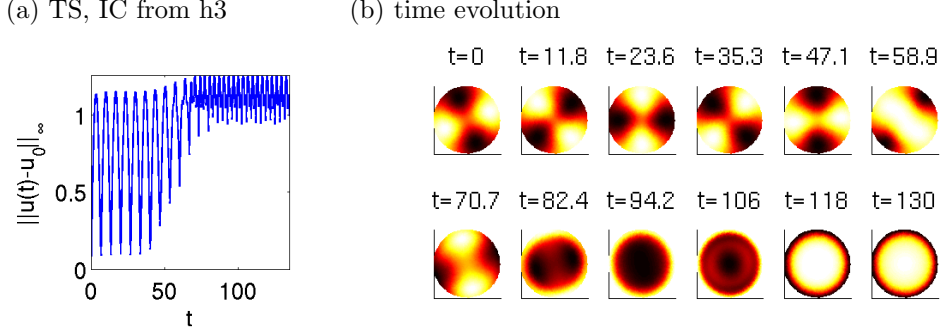 (a) TS, IC from h3
(b) time evolution
||u(t)-u0||∞
1
0.5
0
0 50 100
t
t=0 t=11.8 t=23.6 t=35.3 t=47.1 t=58.9
t=70.7 t=82.4 t=94.2 t=106 t=118 t=130